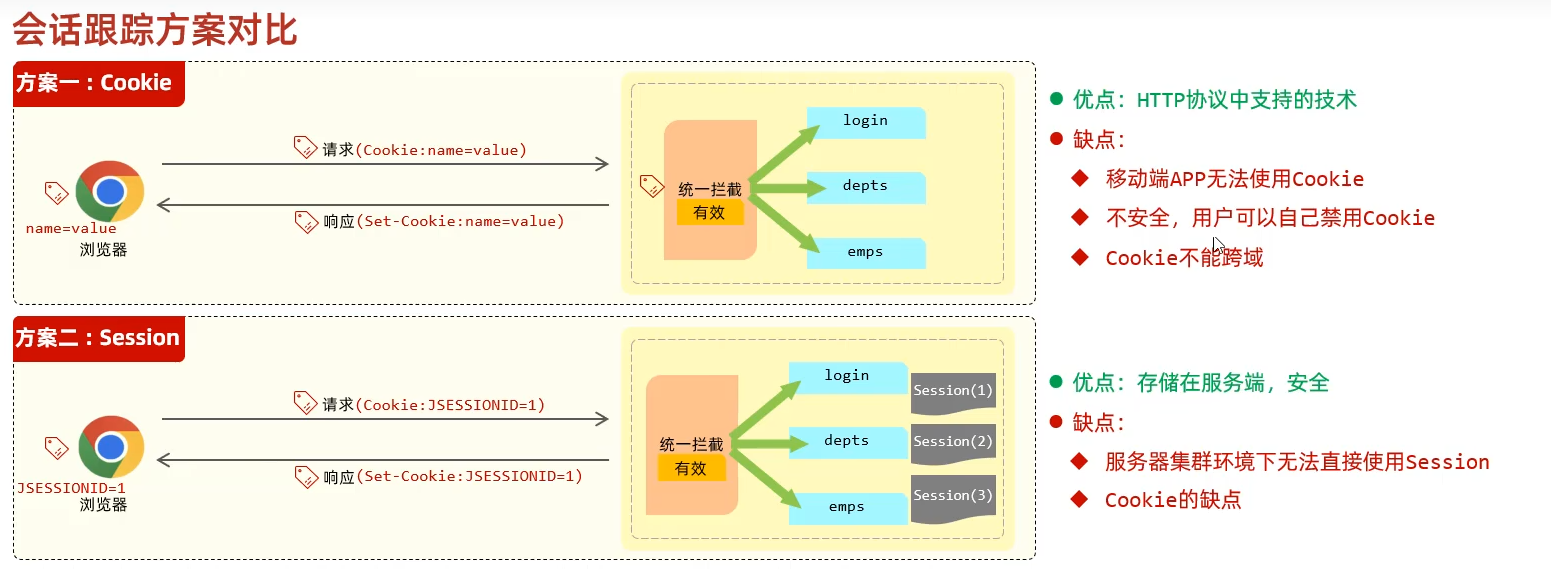 会话跟踪方案对比
方案一：Cookie
请求(Cookie:name=value)
响应(Set-Cookie:name=value)
name=value
浏览器
统一拦截
有效
login
depts
emps
优点：HTTP协议中支持的技术
缺点：
移动端APP无法使用Cookie
不安全，用户可以自己禁用Cookie
Cookie不能跨域
方案二：Session
请求(Cookie:JSESSIONID=1)
响应(Set-Cookie:JSESSIONID=1)
JSESSIONID=1
浏览器
统一拦截
有效
login
depts
emps
Session(1)
Session(2)
Session(3)
优点：存储在服务端，安全
缺点：
服务器集群环境下无法直接使用Session
Cookie的缺点